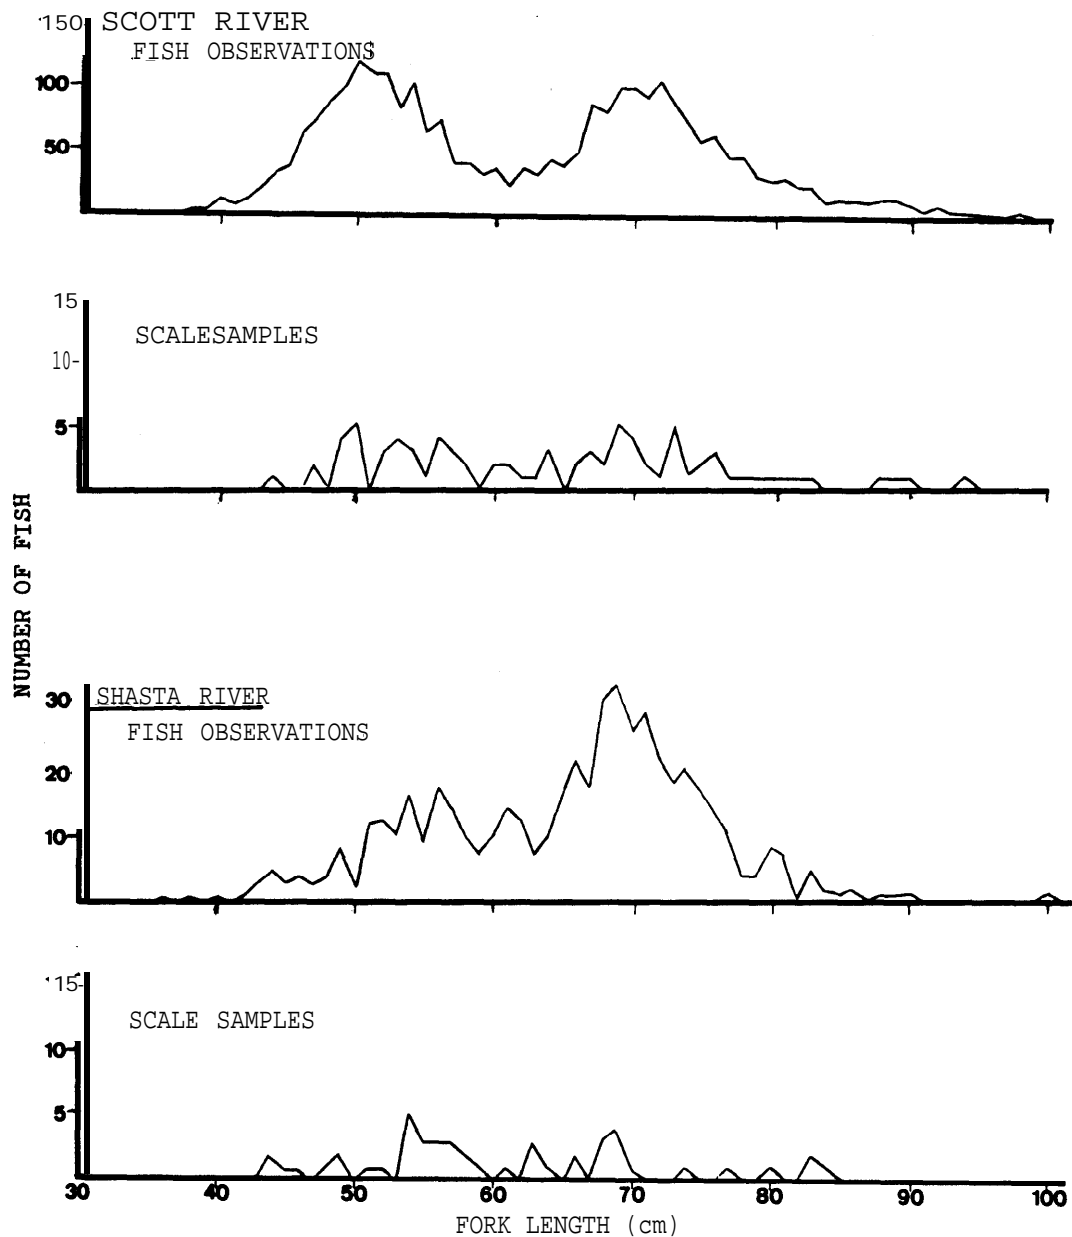 150 SCOTT RIVER
FISH OBSERVATIONS
100
50
15
SCALESAMPLES
10
5
NUMBER OF FISH
30 SHASTA RIVER
FISH OBSERVATIONS
20
10
15
SCALE SAMPLES
10
5
30 40 50 60 70 80 90 100
FORK LENGTH (cm)